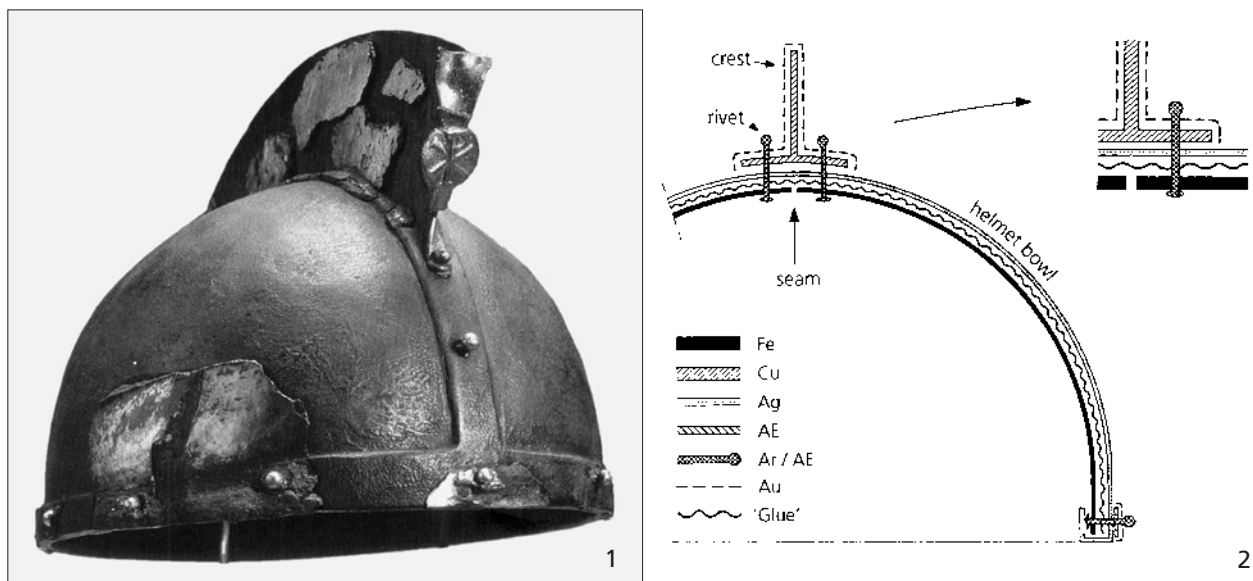 crest
rivet
helmet bowl
seam
Fe
Cu
Ag
AE
Ar / AE
Au
'Glue'
1
2